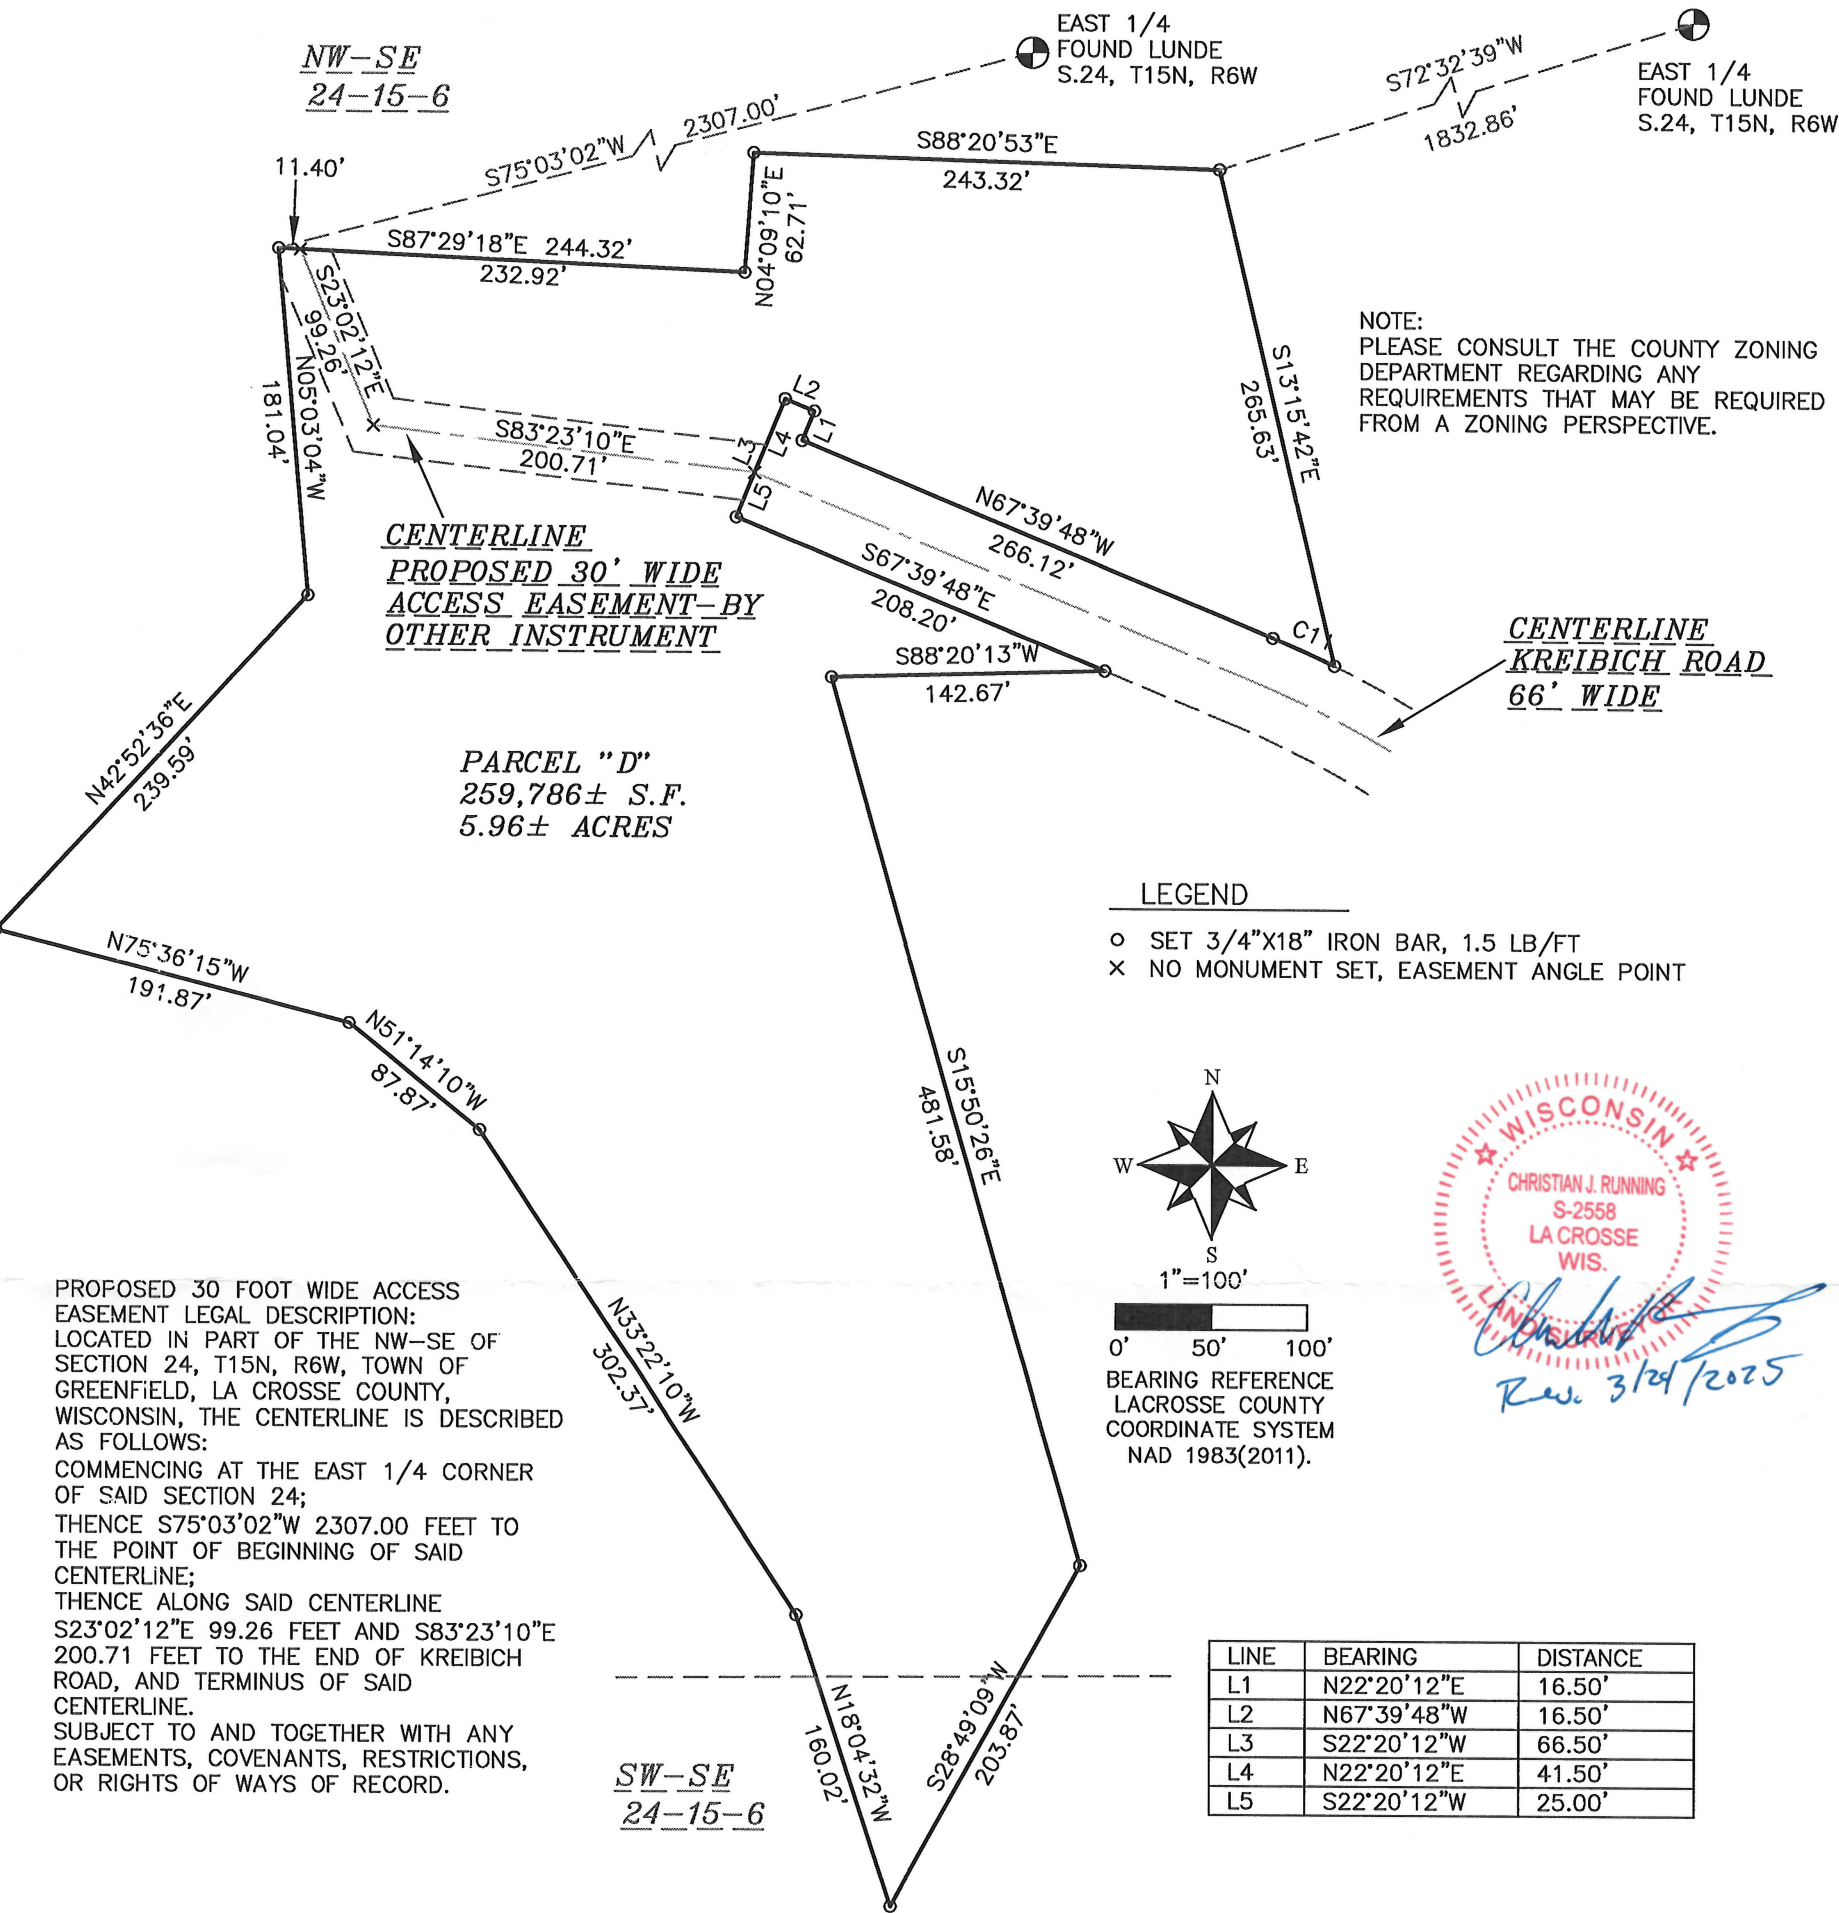 NW-SE
24-15-6
EAST 1/4
FOUND LUNDE
S.24, T15N, R6W
EAST 1/4
FOUND LUNDE
S.24, T15N, R6W
S72°32'39"W
1832.86'
S75°03'02"W
2307.00'
11.40'
S88°20'53"E
243.32'
N04°09'10"E
62.71'
S87°29'18"E 244.32'
232.92'
S23°02'12"E
99.26'
N05°03'04"W
181.04'
S83°23'10"E
200.71'
L2
L1
L3
L4
L5
S13°15'42"E
265.63'
NOTE:
PLEASE CONSULT THE COUNTY ZONING
DEPARTMENT REGARDING ANY
REQUIREMENTS THAT MAY BE REQUIRED
FROM A ZONING PERSPECTIVE.
N67°39'48"W
266.12'
S67°39'48"E
208.20'
C1
CENTERLINE
PROPOSED 30' WIDE
ACCESS EASEMENT-BY
OTHER INSTRUMENT
CENTERLINE
KREIBICH ROAD
66' WIDE
S88°20'13"W
142.67'
N42°52'36"E
239.59'
PARCEL "D"
259,786± S.F.
5.96± ACRES
LEGEND
SET 3/4"X18" IRON BAR, 1.5 LB/FT
NO MONUMENT SET, EASEMENT ANGLE POINT
N75°36'15"W
191.87'
N51°14'10"W
87.87'
S15°50'26"E
481.58'
N
W
E
S
1"=100'
0' 50' 100'
BEARING REFERENCE
LACROSSE COUNTY
COORDINATE SYSTEM
NAD 1983(2011).
WISCONSIN
CHRISTIAN J. RUNNING
S-2558
LA CROSSE
WIS.
LAND SURVEYOR
Rev. 3/24/2025
N33°22'10"W
302.37'
PROPOSED 30 FOOT WIDE ACCESS
EASEMENT LEGAL DESCRIPTION:
LOCATED IN PART OF THE NW-SE OF
SECTION 24, T15N, R6W, TOWN OF
GREENFIELD, LA CROSSE COUNTY,
WISCONSIN, THE CENTERLINE IS DESCRIBED
AS FOLLOWS:
COMMENCING AT THE EAST 1/4 CORNER
OF SAID SECTION 24;
THENCE S75°03'02"W 2307.00 FEET TO
THE POINT OF BEGINNING OF SAID
CENTERLINE;
THENCE ALONG SAID CENTERLINE
S23°02'12"E 99.26 FEET AND S83°23'10"E
200.71 FEET TO THE END OF KREIBICH
ROAD, AND TERMINUS OF SAID
CENTERLINE.
SUBJECT TO AND TOGETHER WITH ANY
EASEMENTS, COVENANTS, RESTRICTIONS,
OR RIGHTS OF WAYS OF RECORD.
N18°04'32"W
160.02'
S28°49'09"W
203.87'
SW-SE
24-15-6
LINE BEARING DISTANCE
L1 N22°20'12"E 16.50'
L2 N67°39'48"W 16.50'
L3 S22°20'12"W 66.50'
L4 N22°20'12"E 41.50'
L5 S22°20'12"W 25.00'